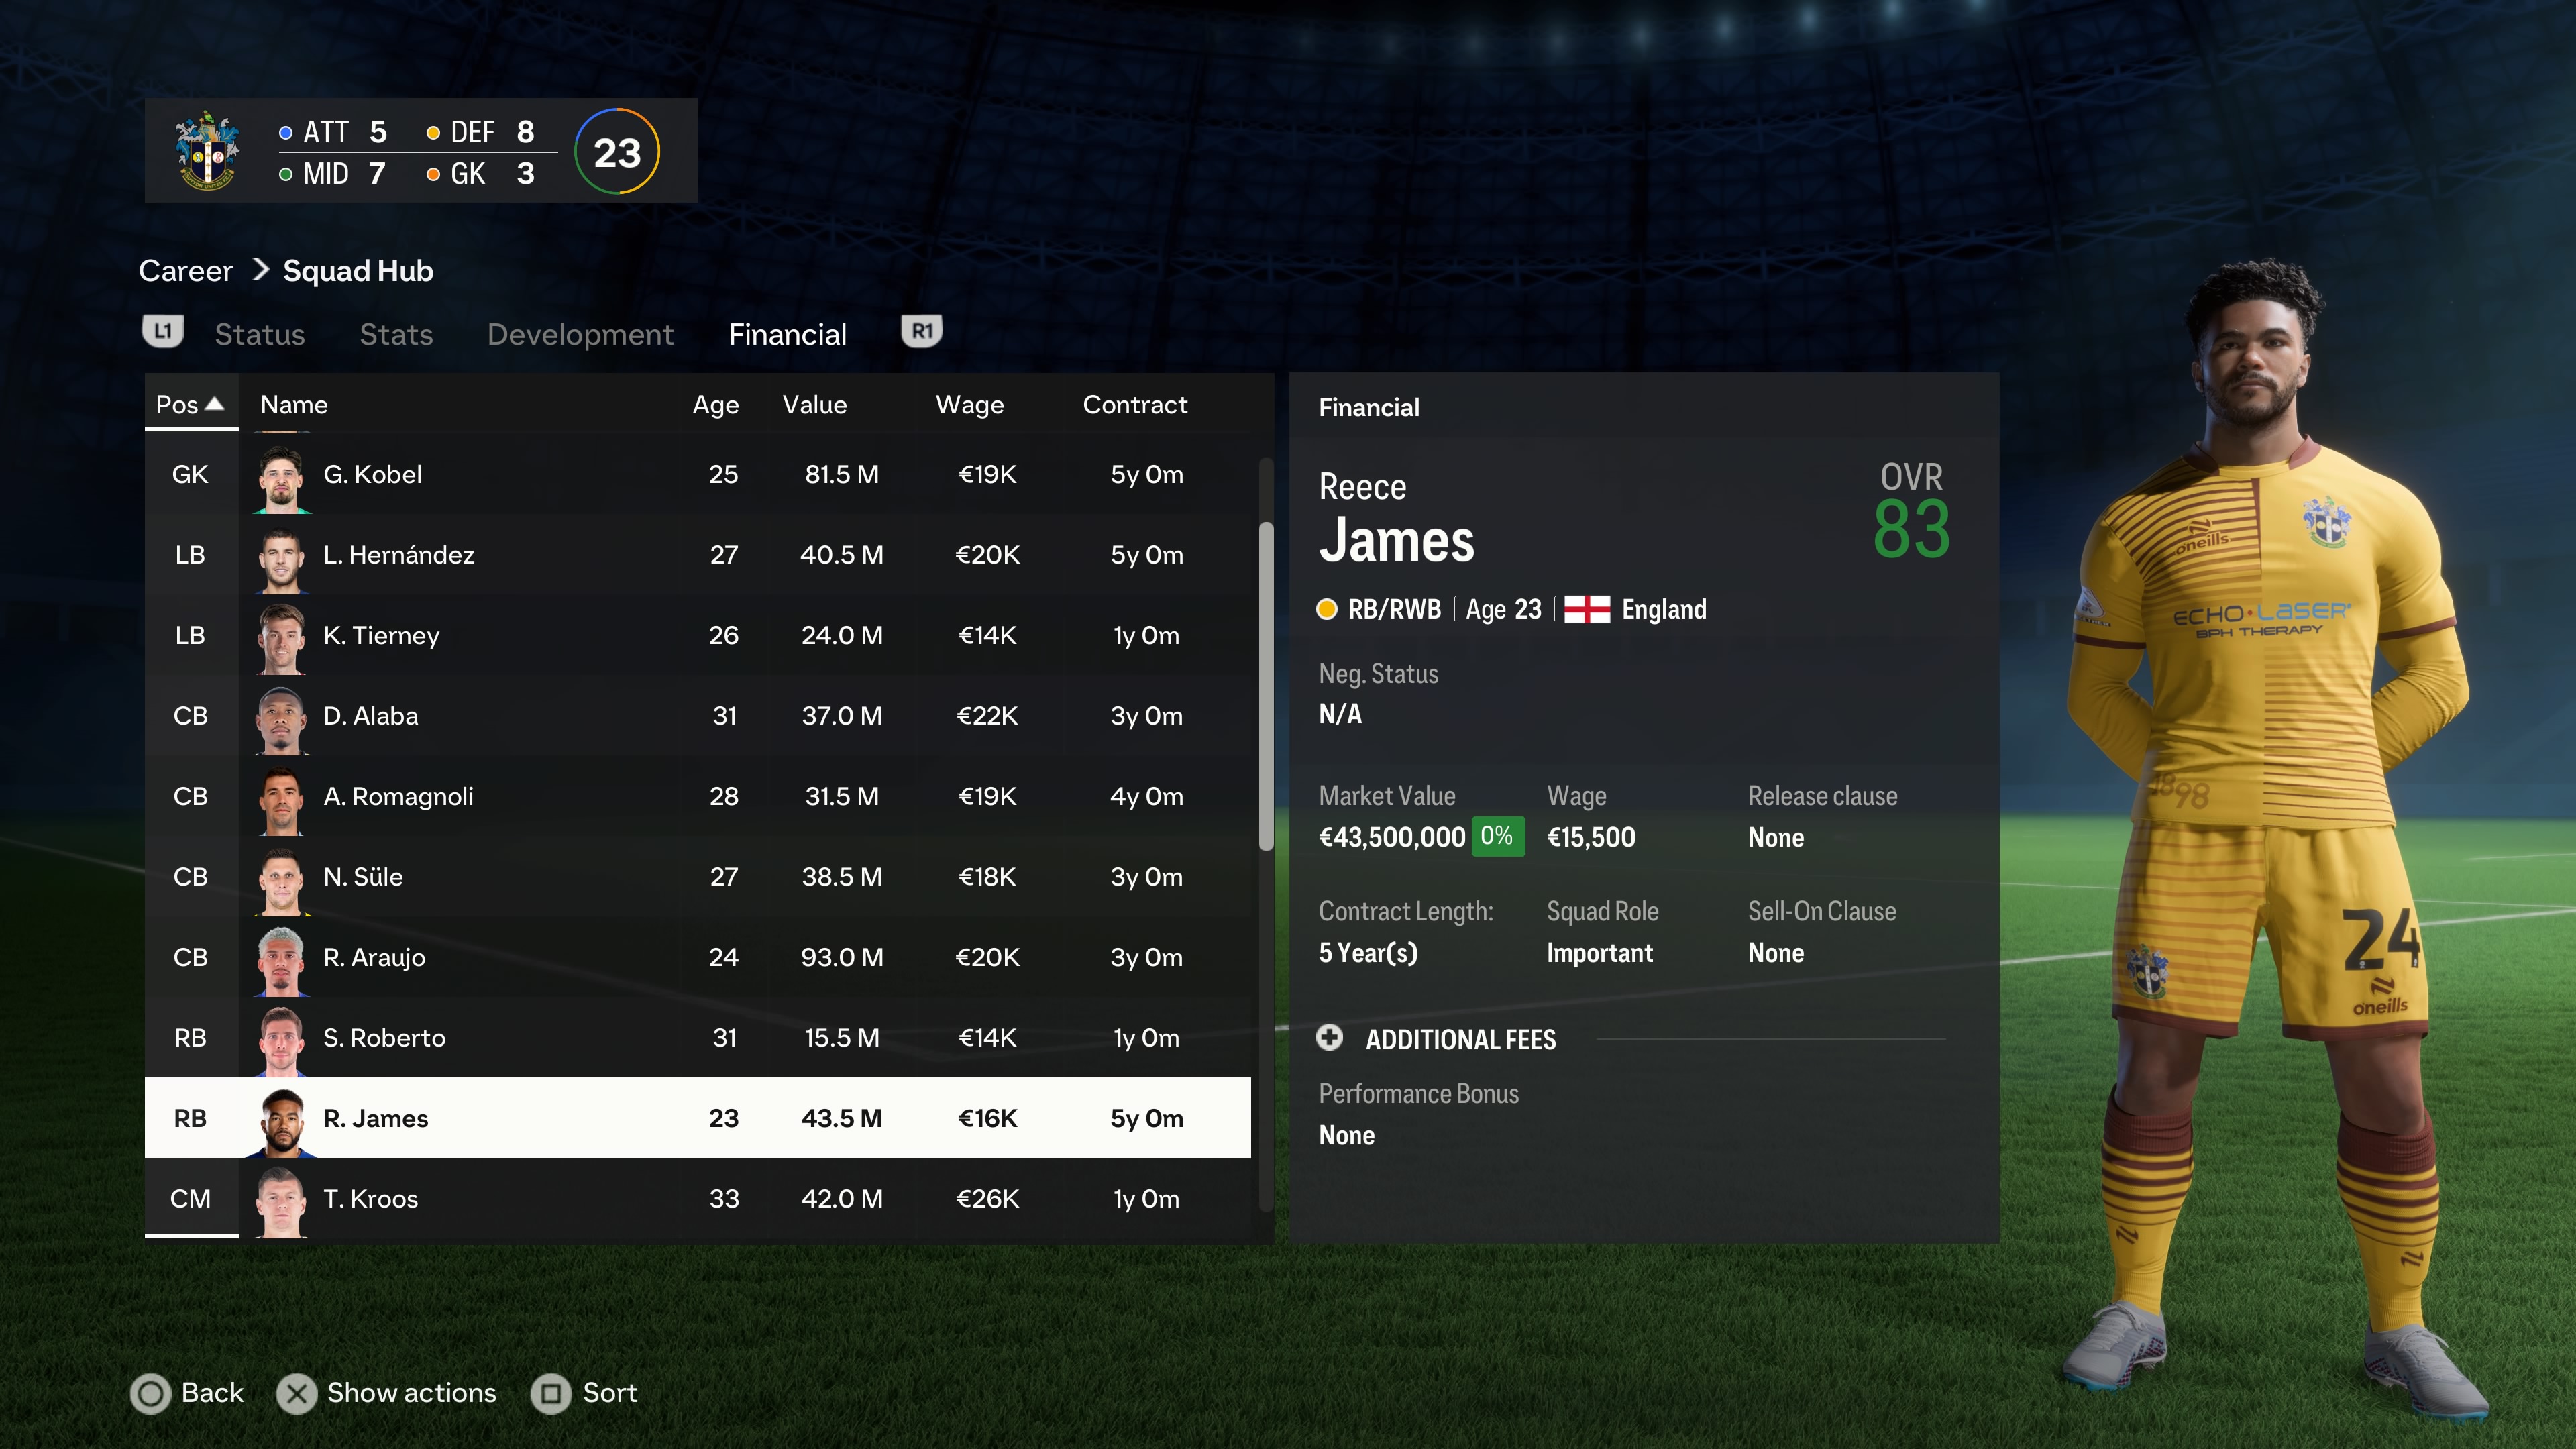 ATT 5 DEF 8
MID 7 GK 3
23
Career > Squad Hub
L1 Status Stats Development Financial R1
Pos Name Age Value Wage Contract
GK G. Kobel 25 81.5 M €19K 5y 0m
LB L. Hernández 27 40.5 M €20K 5y 0m
LB K. Tierney 26 24.0 M €14K 1y 0m
CB D. Alaba 31 37.0 M €22K 3y 0m
CB A. Romagnoli 28 31.5 M €19K 4y 0m
CB N. Süle 27 38.5 M €18K 3y 0m
CB R. Araujo 24 93.0 M €20K 3y 0m
RB S. Roberto 31 15.5 M €14K 1y 0m
RB R. James 23 43.5 M €16K 5y 0m
CM T. Kroos 33 42.0 M €26K 1y 0m
Financial
Reece
James
OVR
83
RB/RWB | Age 23 | England
Neg. Status
N/A
Market Value Wage Release clause
€43,500,000 0% €15,500 None
Contract Length: Squad Role Sell-On Clause
5 Year(s) Important None
ADDITIONAL FEES
Performance Bonus
None
oneills
ECHO•LASER
BPH THERAPY
1898
24
oneills
Back Show actions Sort